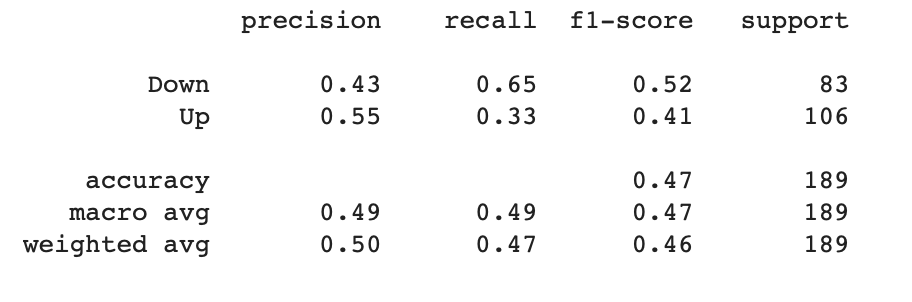 precision recall f1-score support
Down 0.43 0.65 0.52 83
Up 0.55 0.33 0.41 106
accuracy 0.47 189
macro avg 0.49 0.49 0.47 189
weighted avg 0.50 0.47 0.46 189